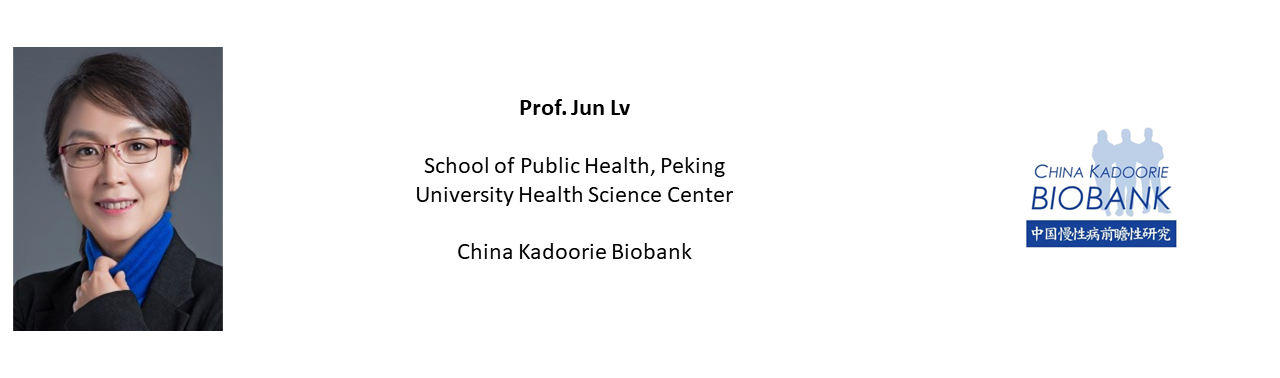 Prof. Jun Lv
School of Public Health, Peking
University Health Science Center
China Kadoorie Biobank
CHINA KADOORIE
BIOBANK
中国慢性病前瞻性研究